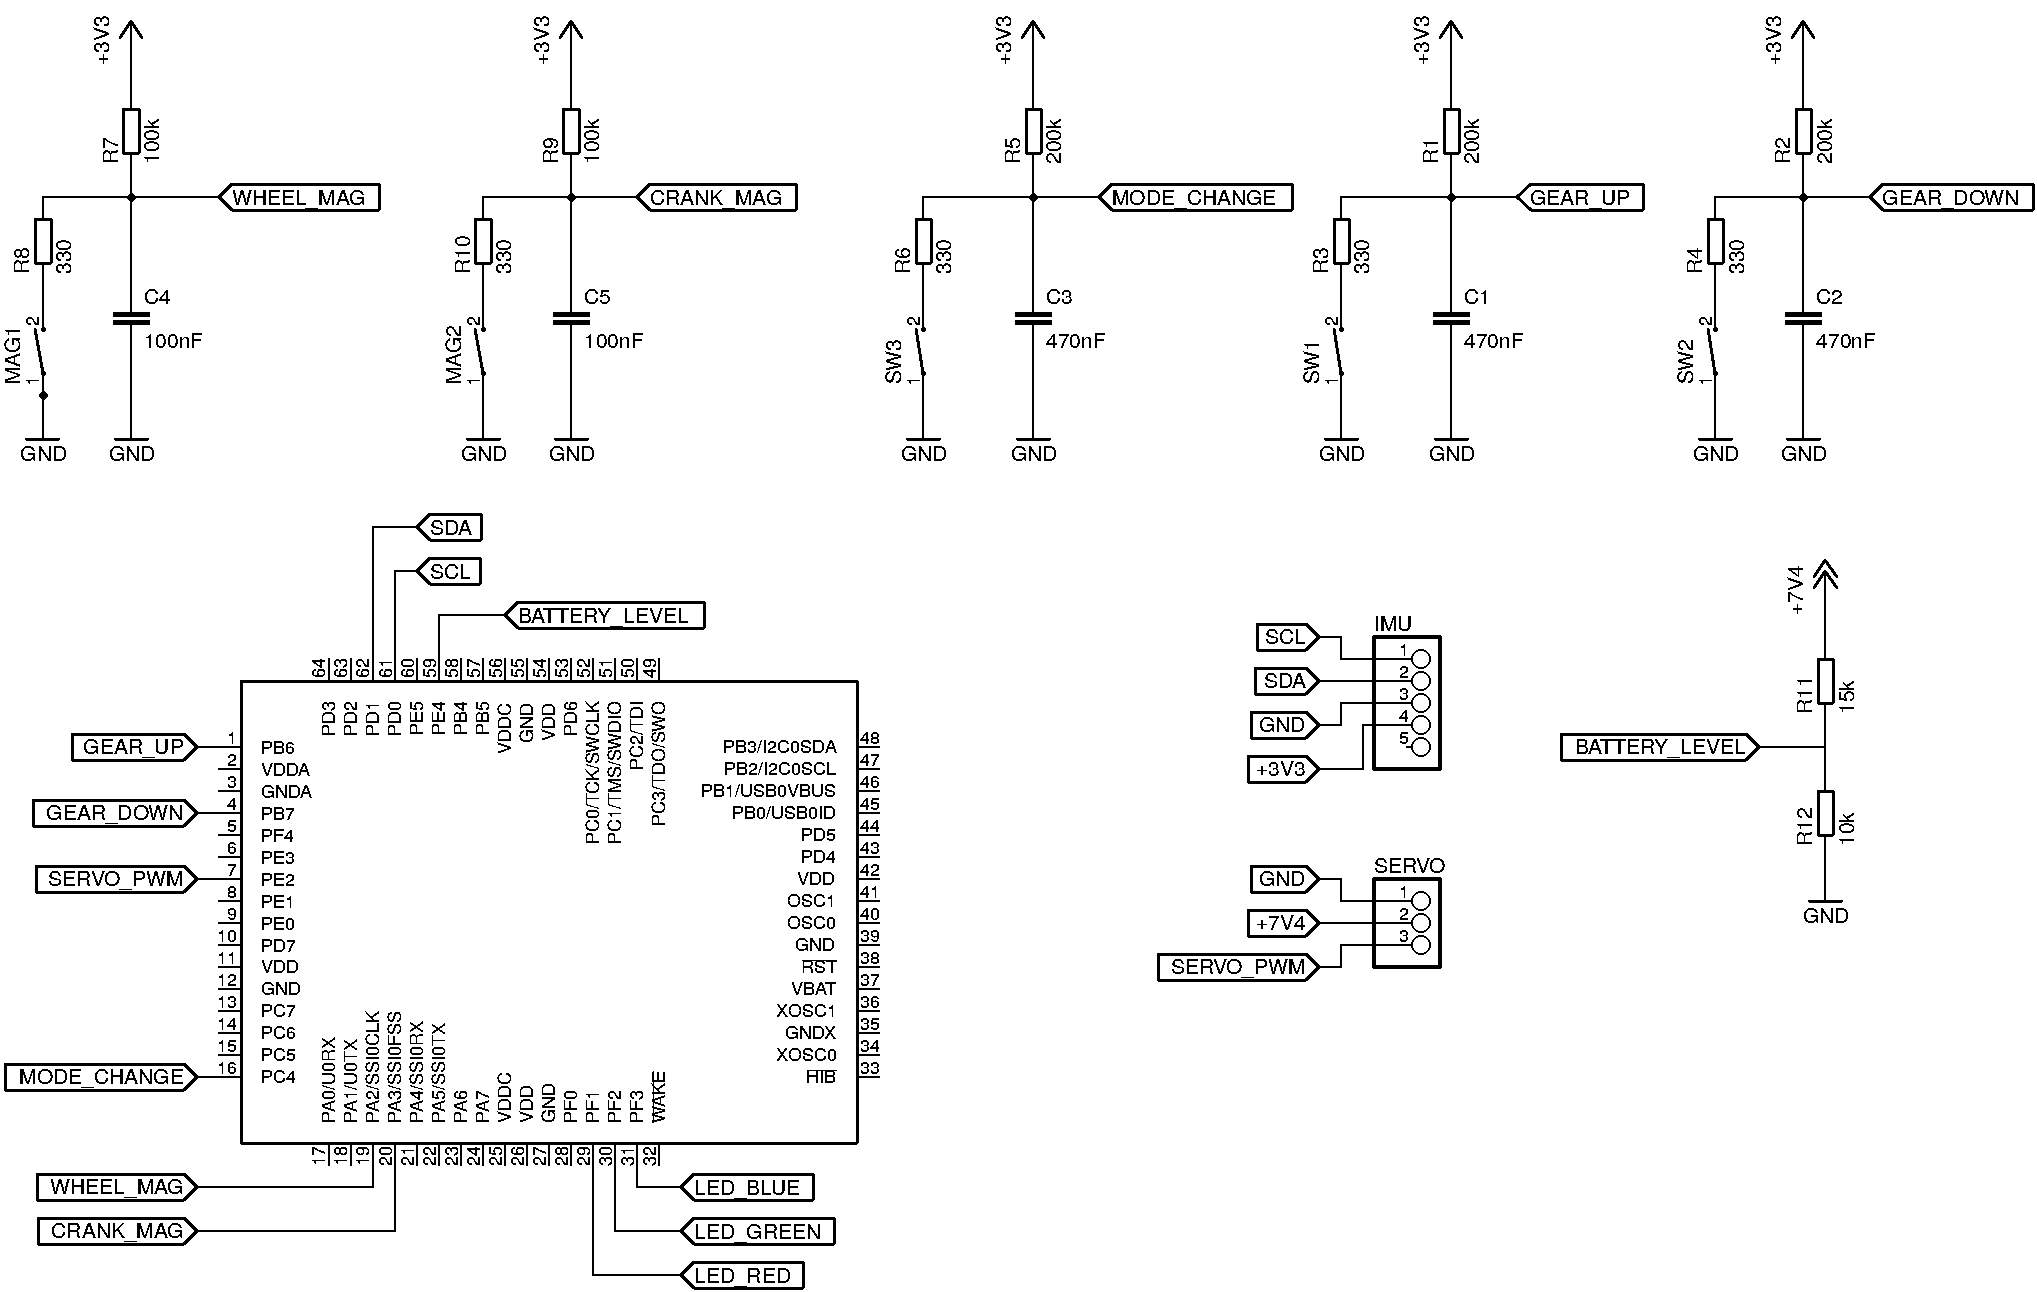 +3V3
+3V3
+3V3
+3V3
+3V3
R7
100k
R9
100k
R5
200k
R1
200k
R2
200k
WHEEL_MAG
CRANK_MAG
MODE_CHANGE
GEAR_UP
GEAR_DOWN
R8
330
R10
330
R6
330
R3
330
R4
330
C4
100nF
C5
100nF
C3
470nF
C1
470nF
C2
470nF
MAG1
2
1
MAG2
2
1
SW3
2
1
SW1
2
1
SW2
2
1
GND
GND
GND
GND
GND
GND
GND
GND
GND
GND
SDA
SCL
BATTERY_LEVEL
64
63
62
61
60
59
58
57
56
55
54
53
52
51
50
49
PD3
PD2
PD1
PD0
PE5
PE4
PB4
PB5
VDDC
GND
VDD
PD6
PC0/TCK/SWCLK
PC1/TMS/SWDIO
PC2/TDI
PC3/TDO/SWO
GEAR_UP
GEAR_DOWN
SERVO_PWM
MODE_CHANGE
1 PB6
2 VDDA
3 GNDA
4 PB7
5 PF4
6 PE3
7 PE2
8 PE1
9 PE0
10 PD7
11 VDD
12 GND
13 PC7
14 PC6
15 PC5
16 PC4
PB3/I2C0SDA 48
PB2/I2C0SCL 47
PB1/USB0VBUS 46
PB0/USB0ID 45
PD5 44
PD4 43
VDD 42
OSC1 41
OSC0 40
GND 39
RST 38
VBAT 37
XOSC1 36
GNDX 35
XOSC0 34
HIB 33
PA0/U0RX
PA1/U0TX
PA2/SSI0CLK
PA3/SSI0FSS
PA4/SSI0RX
PA5/SSI0TX
PA6
PA7
VDDC
VDD
GND
PF0
PF1
PF2
PF3
WAKE
17
18
19
20
21
22
23
24
25
26
27
28
29
30
31
32
WHEEL_MAG
CRANK_MAG
LED_BLUE
LED_GREEN
LED_RED
IMU
SCL
SDA
GND
+3V3
1
2
3
4
5
SERVO
GND
+7V4
SERVO_PWM
1
2
3
+7V4
R11
15k
BATTERY_LEVEL
R12
10k
GND